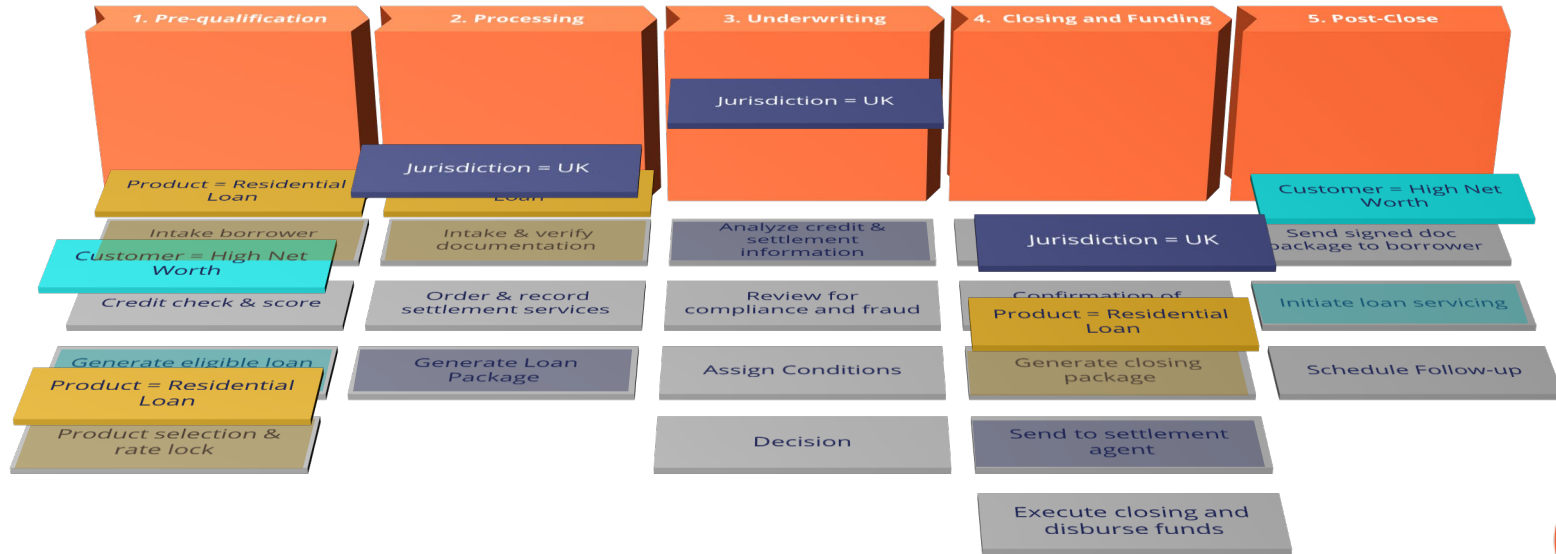 1. Pre-qualification
2. Processing
3. Underwriting
4. Closing and Funding
5. Post-Close
Product = Residential
Loan
Intake borrower
Customer = High Net
Worth
Credit check & score
Generate eligible loan
Product = Residential
Loan
Product selection &
rate lock
Jurisdiction = UK
Loan
Intake & verify
documentation
Order & record
settlement services
Generate Loan
Package
Jurisdiction = UK
Analyze credit &
settlement
information
Review for
compliance and fraud
Assign Conditions
Decision
Jurisdiction = UK
Confirmation of
Product = Residential
Loan
Generate closing
package
Send to settlement
agent
Execute closing and
disburse funds
Customer = High Net
Worth
Send signed doc
package to borrower
Initiate loan servicing
Schedule Follow-up